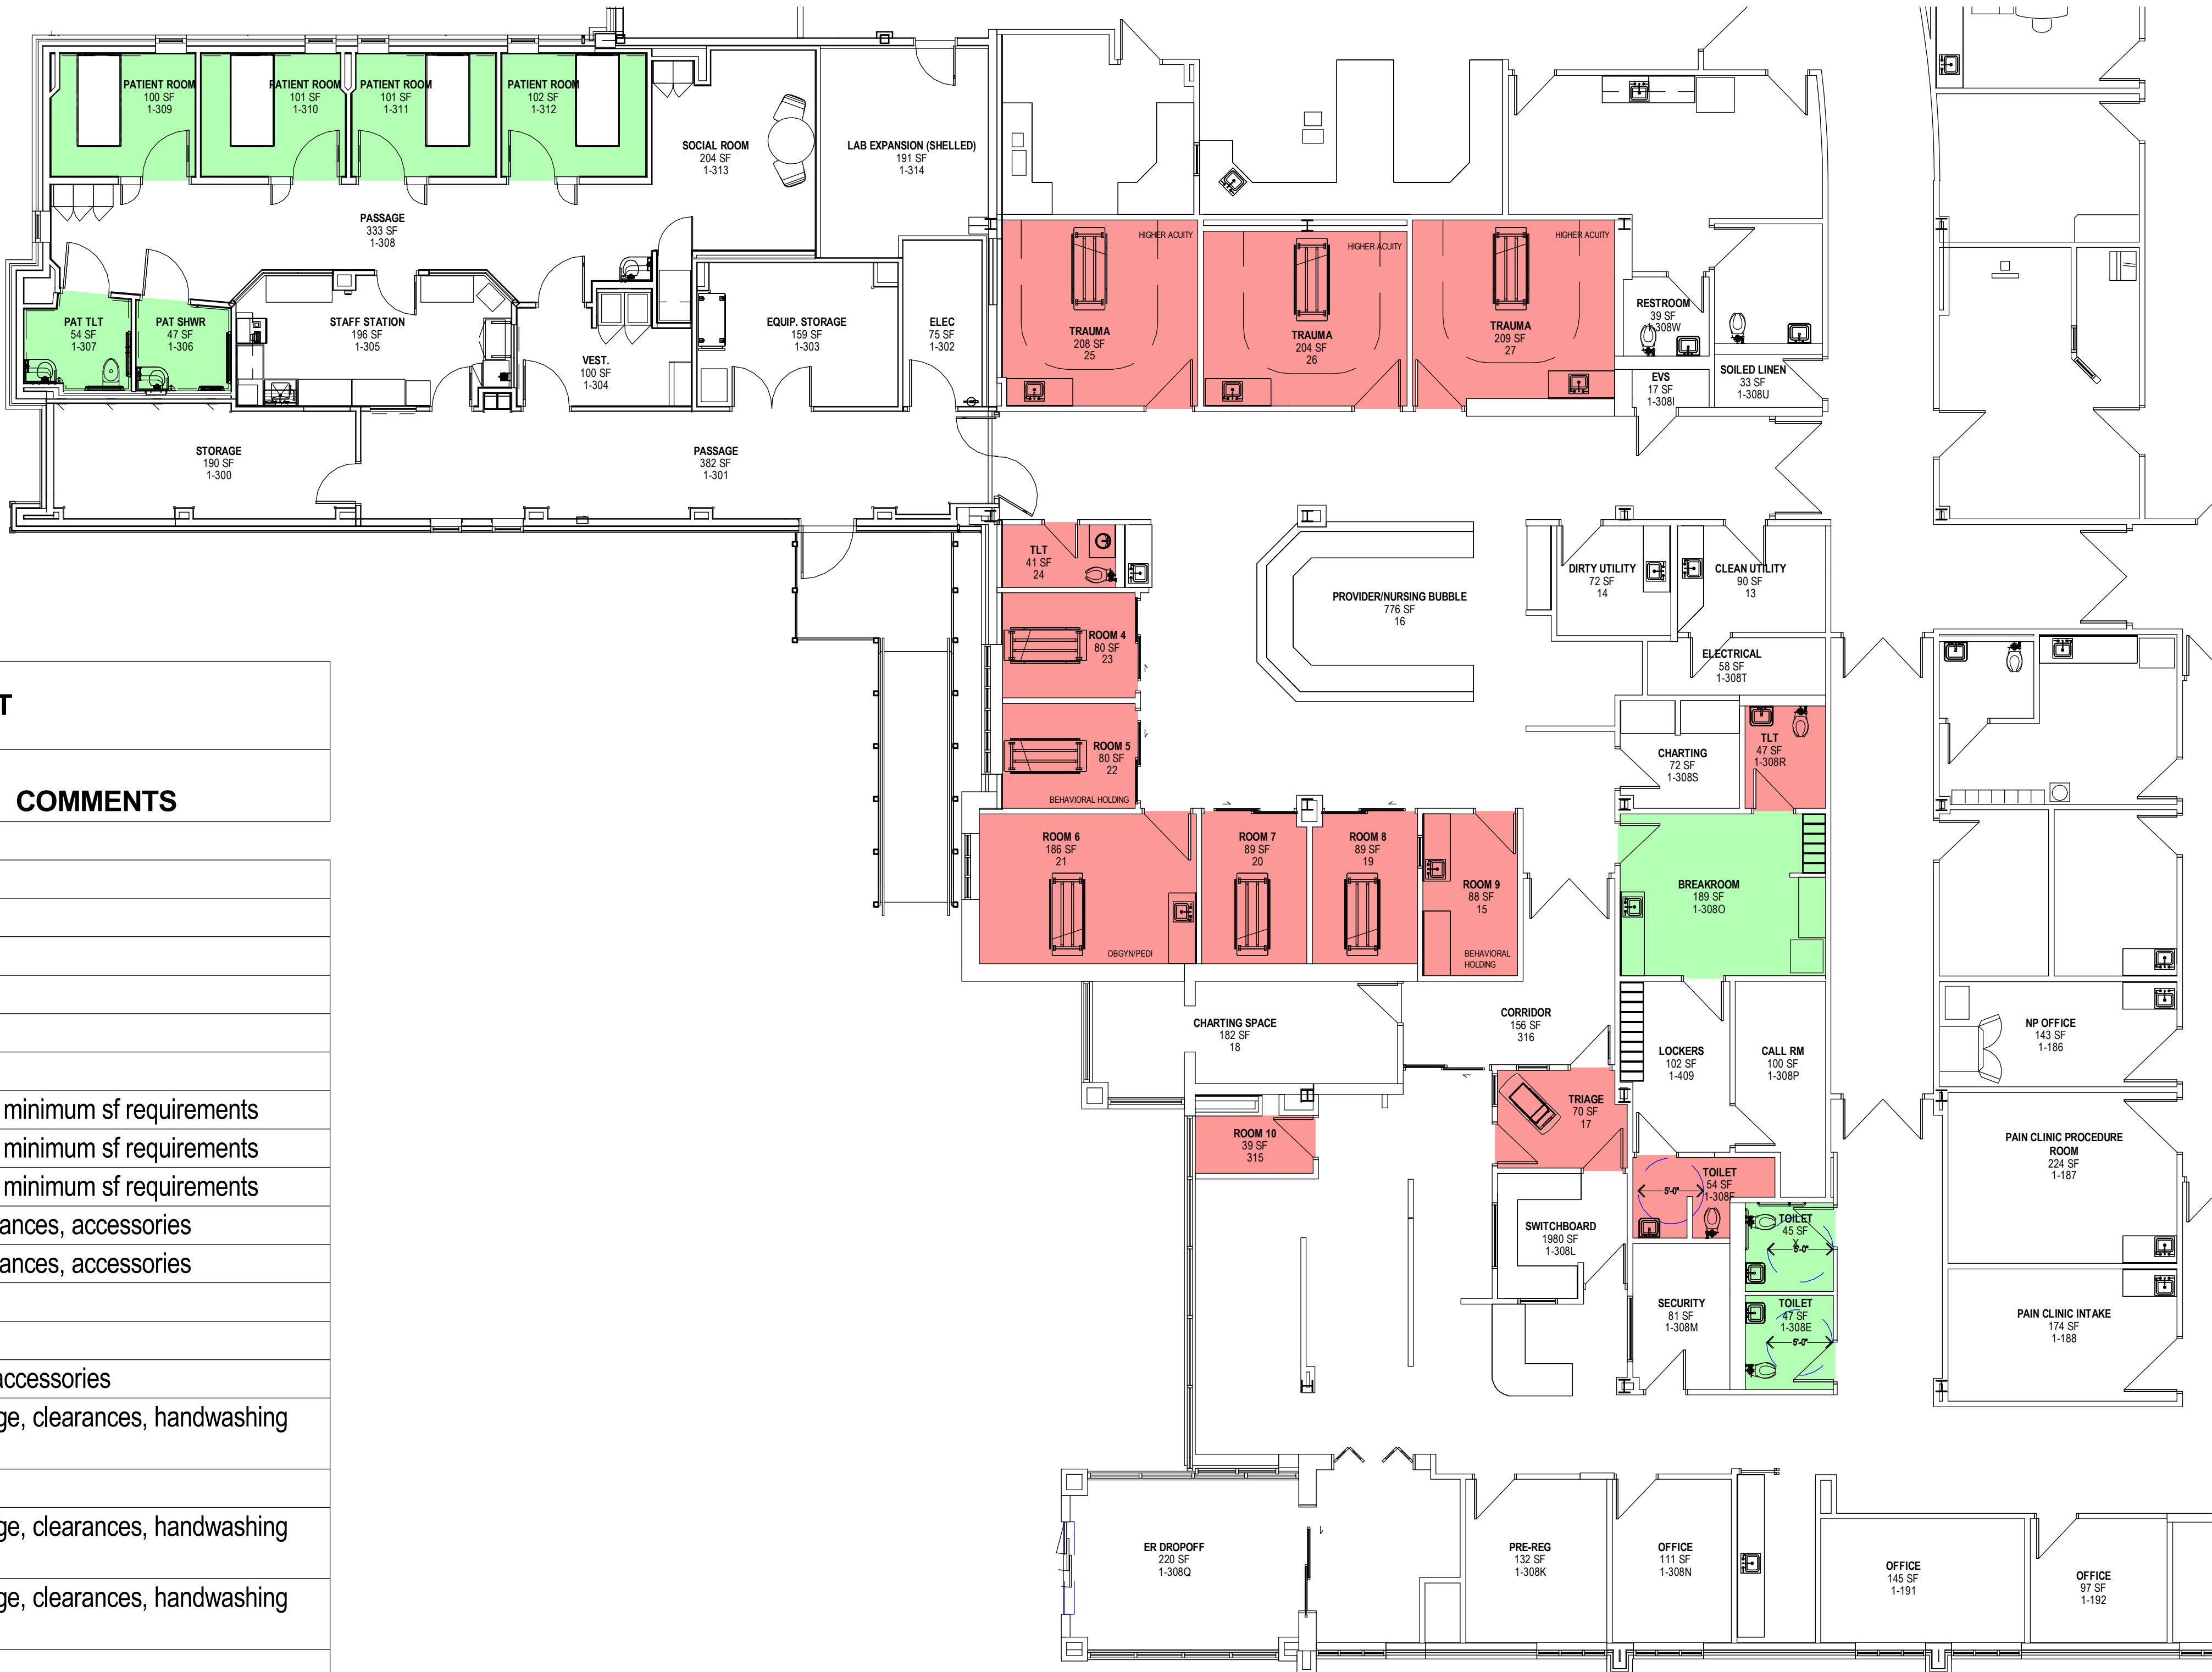 PATIENT ROOM
100 SF
1-309
PATIENT ROOM
101 SF
1-310
PATIENT ROOM
101 SF
1-311
PATIENT ROOM
102 SF
1-312
SOCIAL ROOM
204 SF
1-313
LAB EXPANSION (SHELLED)
191 SF
1-314
PASSAGE
333 SF
1-308
PAT TLT
54 SF
1-307
PAT SHWR
47 SF
1-306
STAFF STATION
196 SF
1-305
VEST.
100 SF
1-304
EQUIP. STORAGE
159 SF
1-303
ELEC
75 SF
1-302
STORAGE
190 SF
1-300
PASSAGE
382 SF
1-301
HIGHER ACUITY
TRAUMA
208 SF
25
HIGHER ACUITY
TRAUMA
204 SF
26
HIGHER ACUITY
TRAUMA
209 SF
27
RESTROOM
39 SF
1-308W
EVS
17 SF
1-308I
SOILED LINEN
33 SF
1-308U
TLT
41 SF
24
ROOM 4
80 SF
23
ROOM 5
80 SF
22
BEHAVIORAL HOLDING
PROVIDER/NURSING BUBBLE
776 SF
16
DIRTY UTILITY
72 SF
14
CLEAN UTILITY
90 SF
13
ELECTRICAL
58 SF
1-308T
CHARTING
72 SF
1-308S
TLT
47 SF
1-308R
ROOM 6
186 SF
21
OBGYN/PEDI
ROOM 7
89 SF
20
ROOM 8
89 SF
19
ROOM 9
88 SF
15
BEHAVIORAL
HOLDING
BREAKROOM
189 SF
1-308O
CHARTING SPACE
182 SF
18
CORRIDOR
156 SF
316
LOCKERS
102 SF
1-409
CALL RM
100 SF
1-308P
NP OFFICE
143 SF
1-186
ROOM 10
39 SF
315
TRIAGE
70 SF
17
PAIN CLINIC PROCEDURE
ROOM
224 SF
1-187
TOILET
54 SF
1-308F
5'-0"
SWITCHBOARD
1980 SF
1-308L
TOILET
45 SF
X
5'-0"
SECURITY
81 SF
1-308M
TOILET
47 SF
1-308E
5'-0"
PAIN CLINIC INTAKE
174 SF
1-188
ER DROPOFF
220 SF
1-308Q
PRE-REG
132 SF
1-308K
OFFICE
111 SF
1-308N
OFFICE
145 SF
1-191
OFFICE
97 SF
1-192
T
COMMENTS
minimum sf requirements
minimum sf requirements
minimum sf requirements
ances, accessories
ances, accessories
accessories
ge, clearances, handwashing
ge, clearances, handwashing
ge, clearances, handwashing